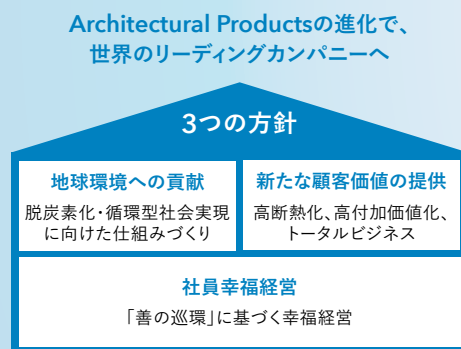 Architectural Productsの進化で、
世界のリーディングカンパニーへ
3つの方針
地球環境への貢献
脱炭素化・循環型社会実現
に向けた仕組みづくり
新たな顧客価値の提供
高断熱化、高付加価値化、
トータルビジネス
社員幸福経営
「善の巡環」に基づく幸福経営